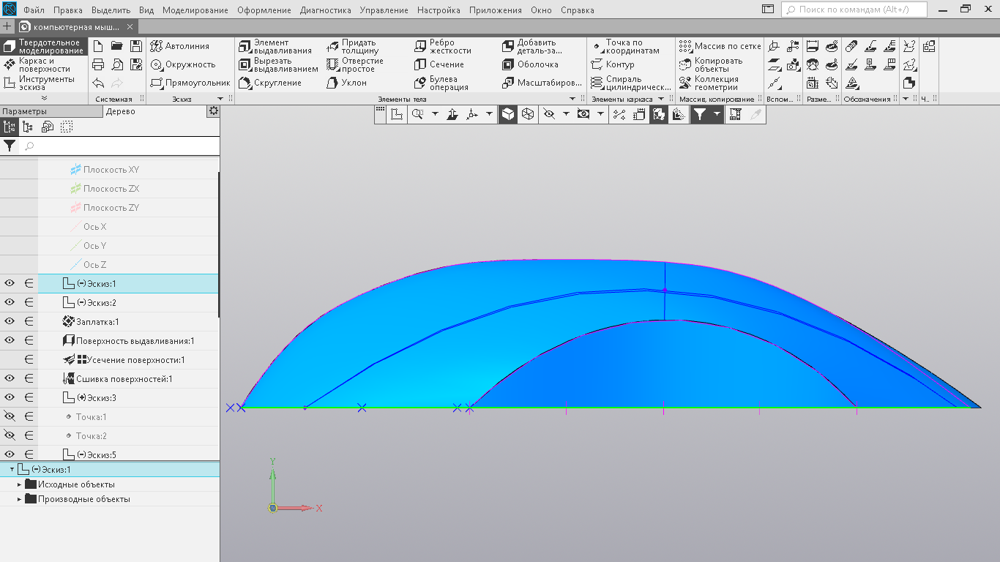 Файл Правка Выделить Вид Моделирование Оформление Диагностика Управление Настройка Приложения Окно Справка Поиск по командам (Alt+/)
компьютерная мыш...
Твердотельное моделирование
Каркас и поверхности
Инструменты эскиза
Системная
Автолиния
Окружность
Прямоугольник
Эскиз
Элемент выдавливания
Вырезать выдавливанием
Скругление
Придать толщину
Отверстие простое
Уклон
Ребро жесткости
Сечение
Булева операция
Добавить деталь-за...
Оболочка
Масштабиров...
Элементы тела
Точка по координатам
Контур
Спираль цилиндрическ...
Элементы каркаса
Массив по сетке
Копировать объекты
Коллекция геометрии
Массив, копирование
Вспом...
Разме...
Обозначения
Ч...
Параметры
Дерево
Плоскость XY
Плоскость ZX
Плоскость ZY
Ось X
Ось Y
Ось Z
(-)Эскиз:1
(-)Эскиз:2
Заплатка:1
Поверхность выдавливания:1
Усечение поверхности:1
Сшивка поверхностей:1
(+)Эскиз:3
Точка:1
Точка:2
(-)Эскиз:5
(-)Эскиз:1
Исходные объекты
Производные объекты
Y
X